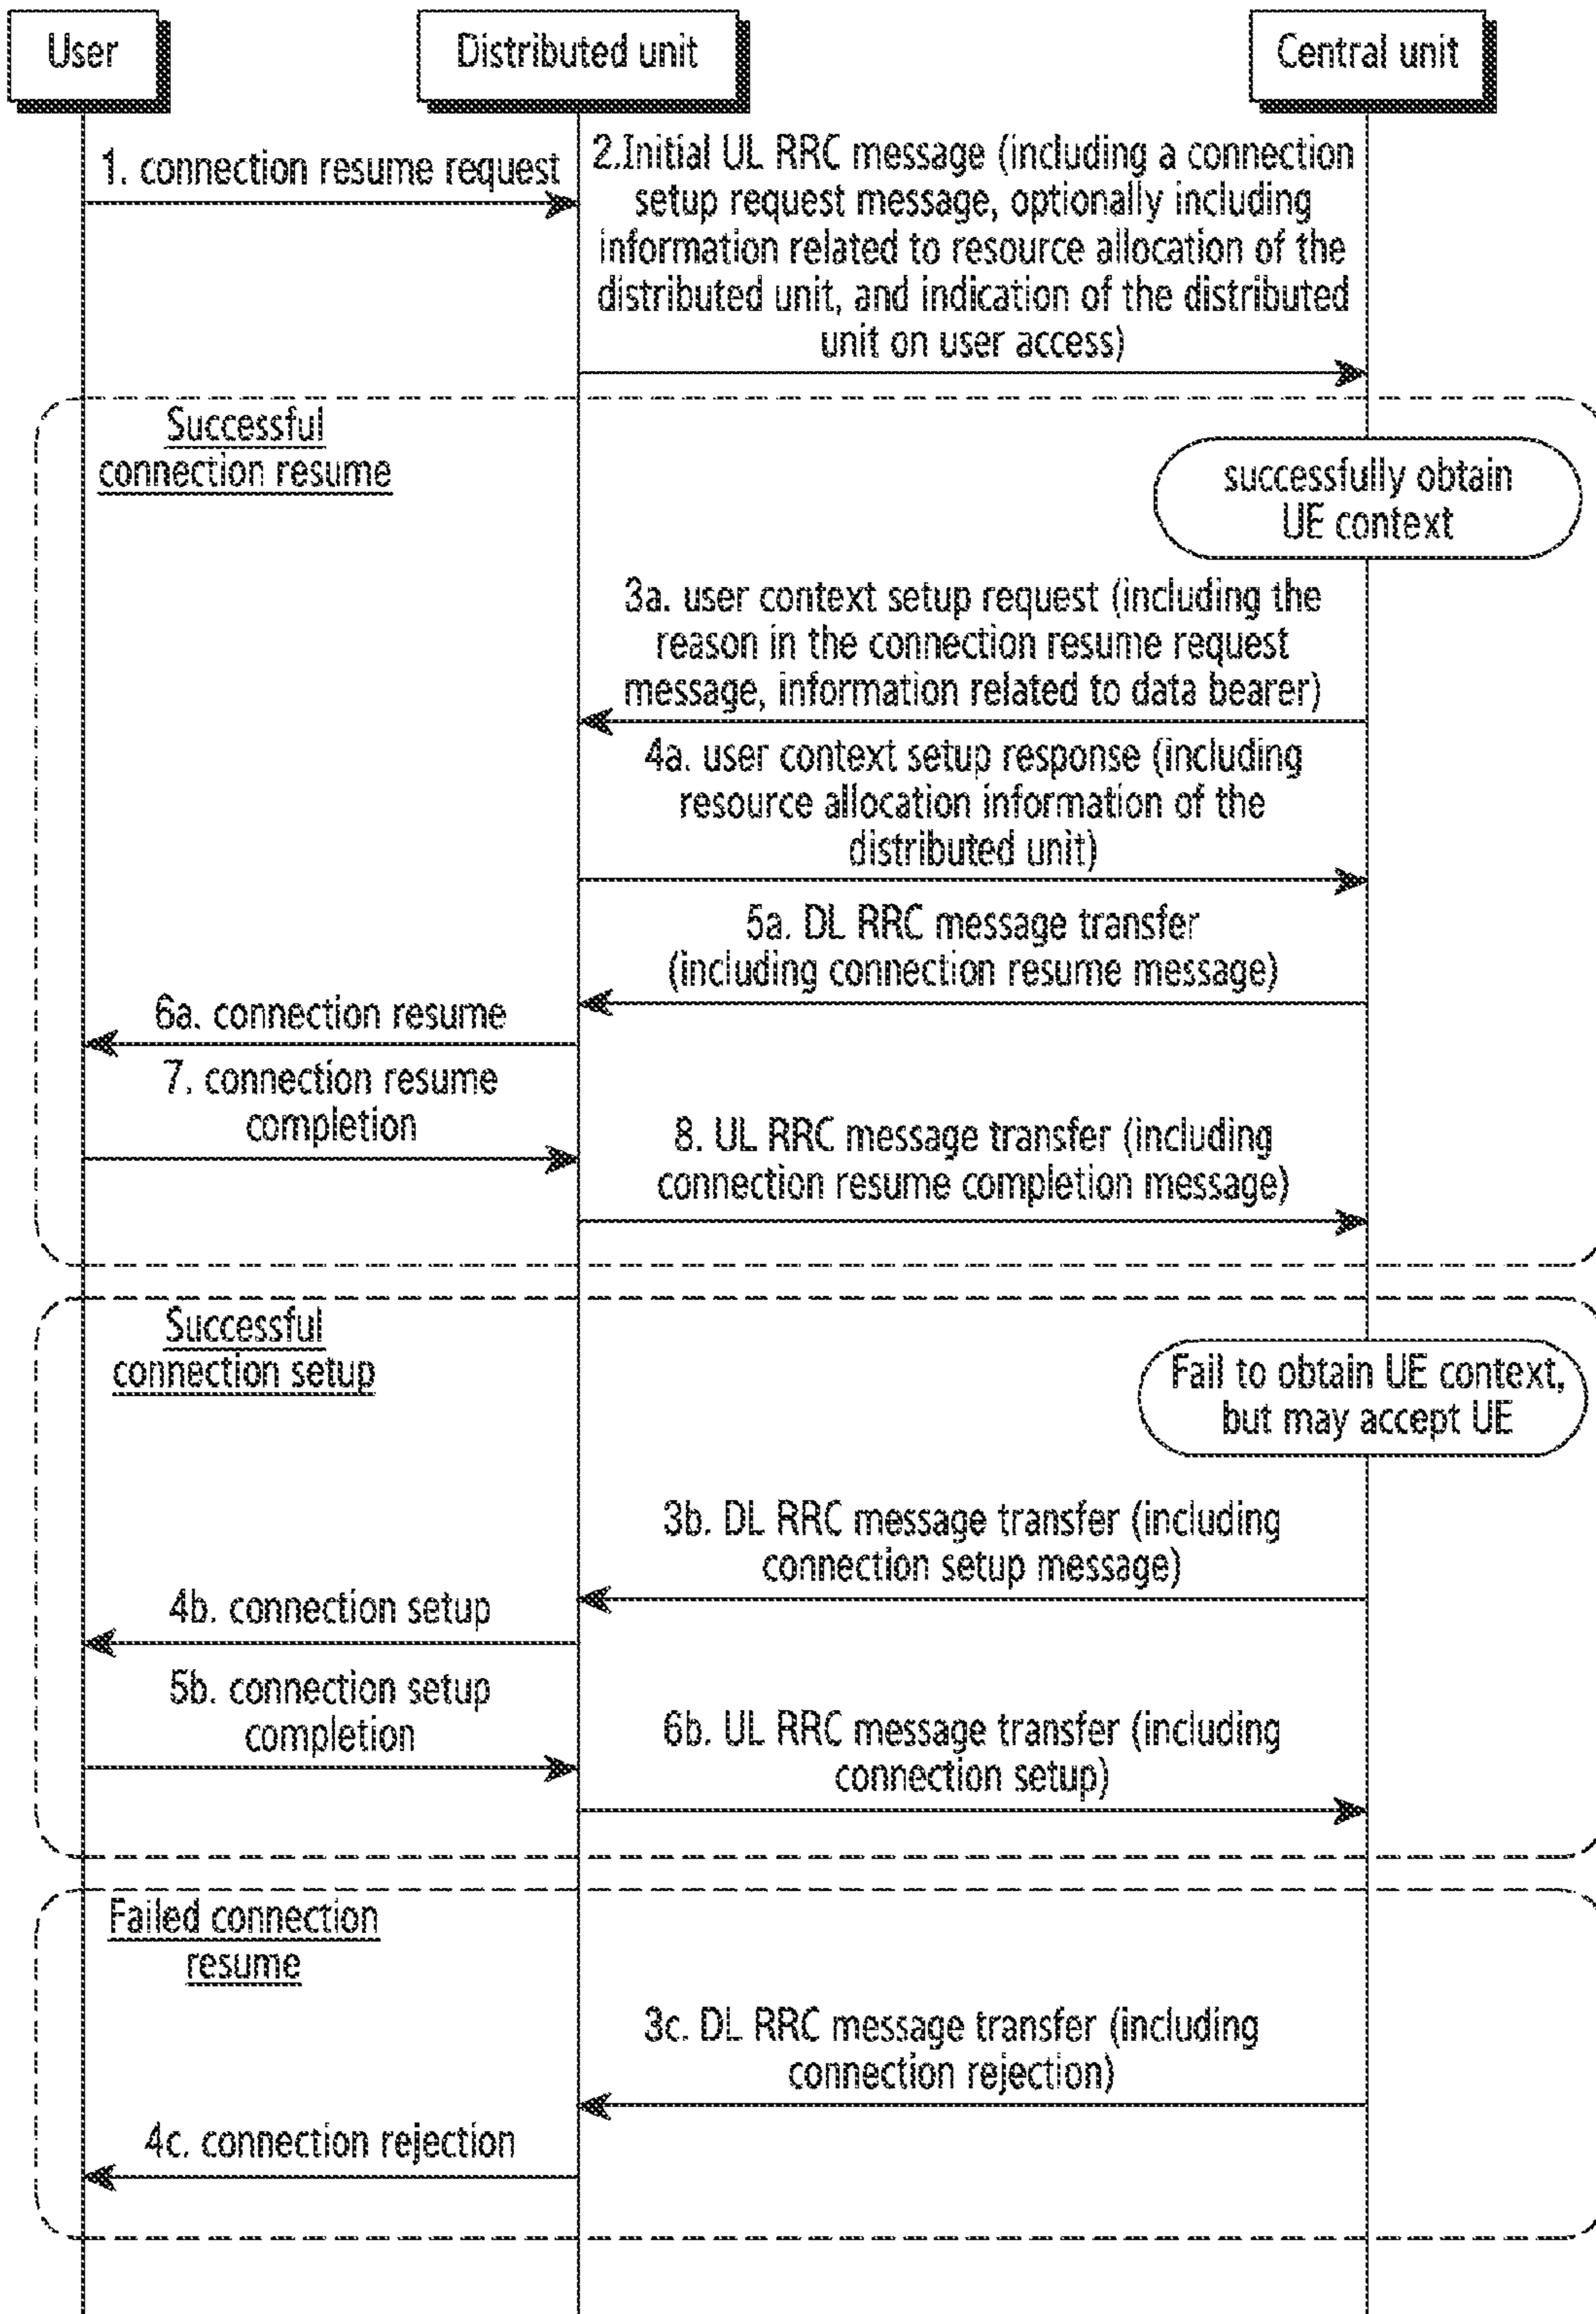 User
Distributed unit
Central unit
1. connection resume request
2.Initial UL RRC message (including a connection
setup request message, optionally including
information related to resource allocation of the
distributed unit, and indication of the distributed
unit on user access)
Successful
connection resume
successfully obtain
UE context
3a. user context setup request (including the
reason in the connection resume request
message, information related to data bearer)
4a. user context setup response (including
resource allocation information of the
distributed unit)
5a. DL RRC message transfer
(including connection resume message)
6a. connection resume
7. connection resume
completion
8. UL RRC message transfer (including
connection resume completion message)
Successful
connection setup
Fail to obtain UE context,
but may accept UE
3b. DL RRC message transfer (including
connection setup message)
4b. connection setup
5b. connection setup
completion
6b. UL RRC message transfer (including
connection setup)
Failed connection
resume
3c. DL RRC message transfer (including
connection rejection)
4c. connection rejection